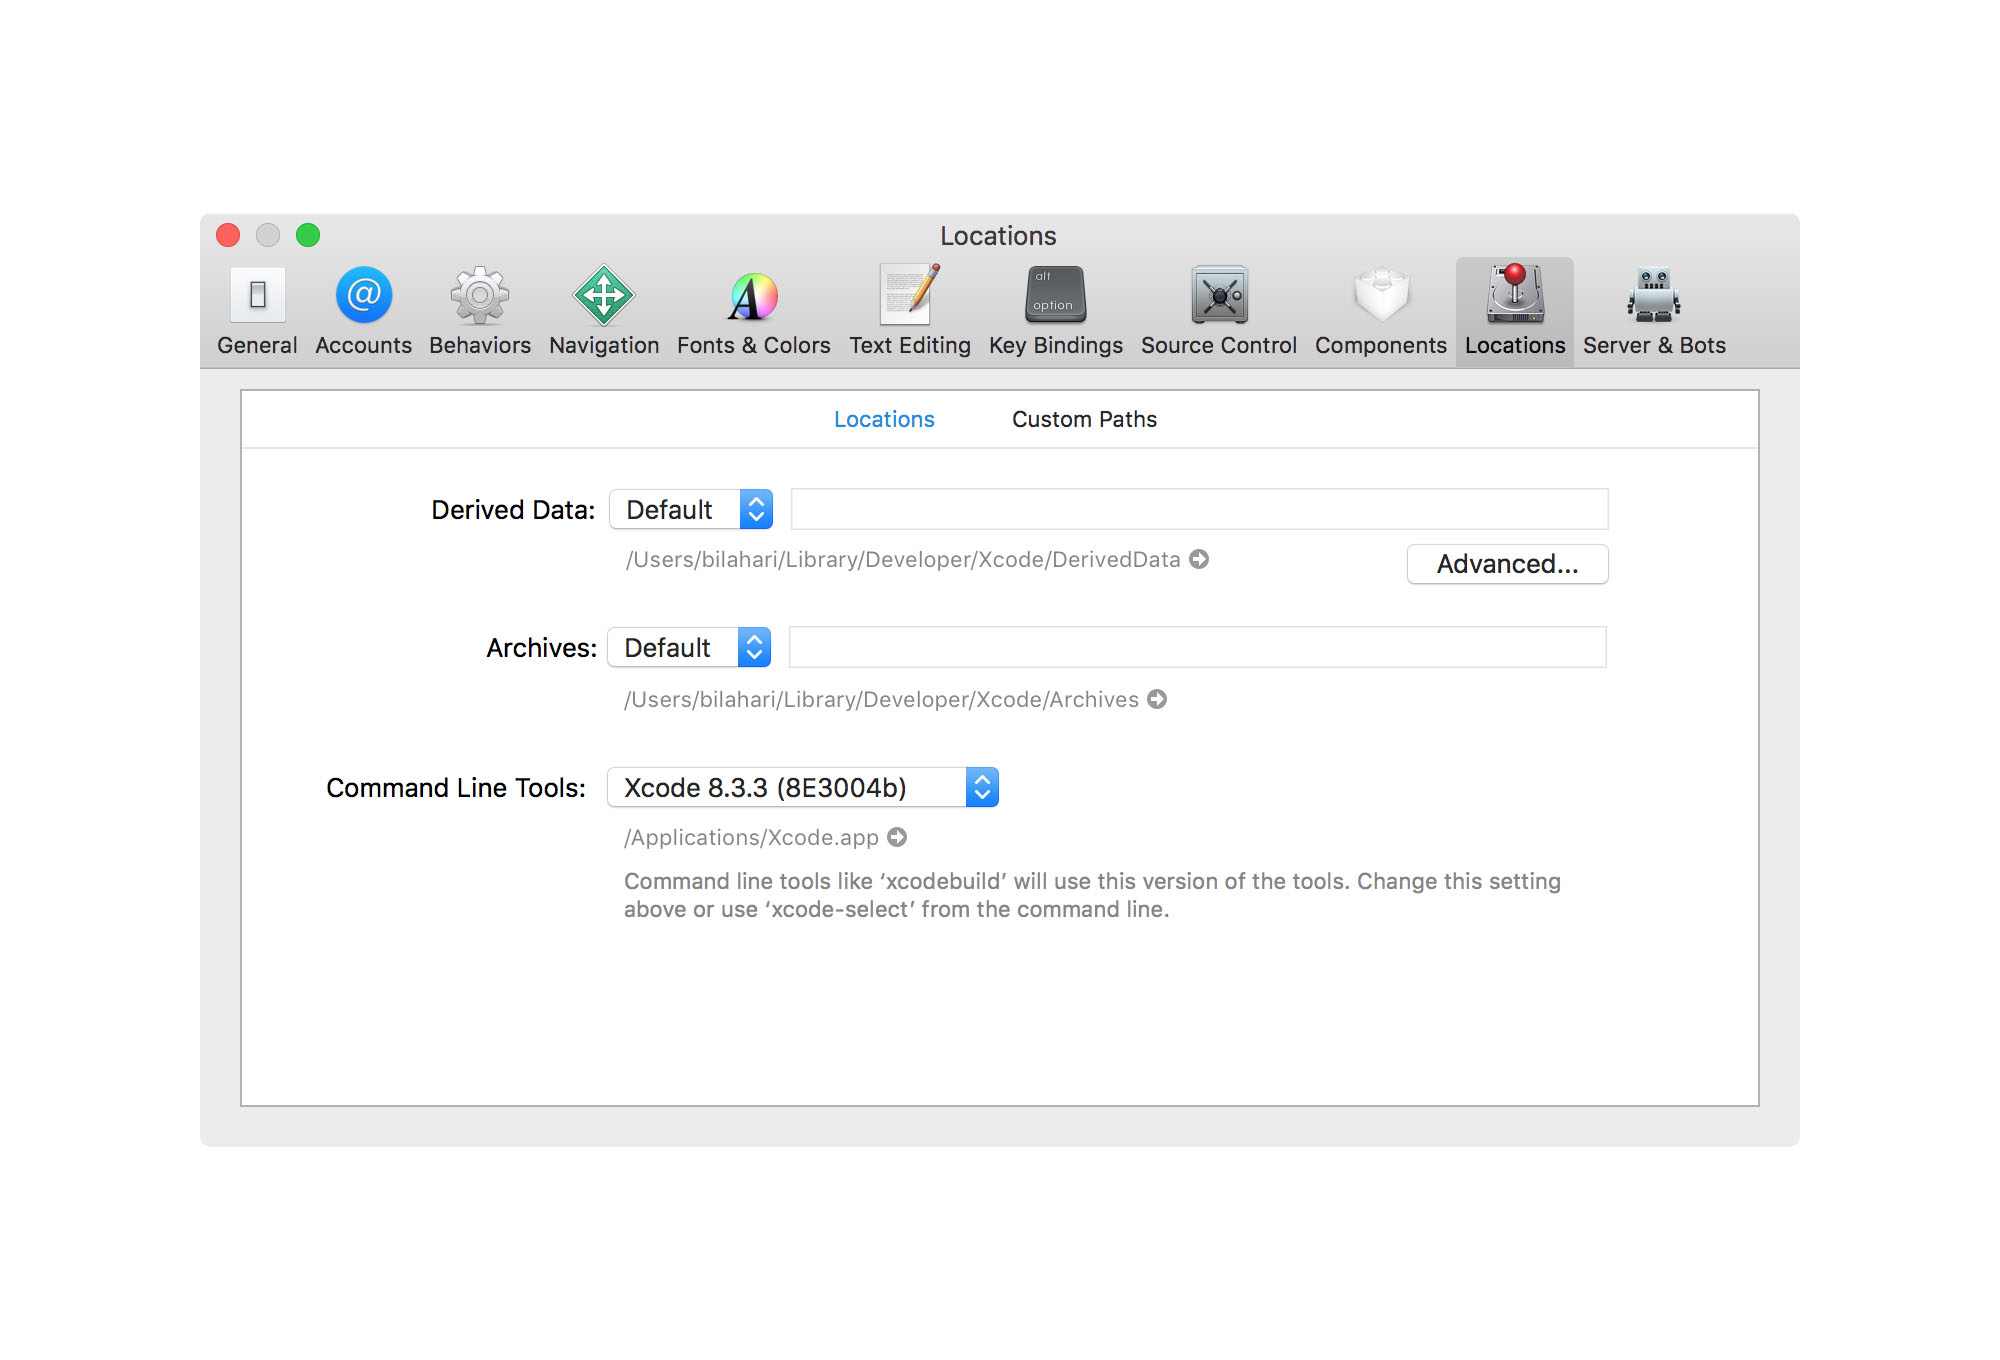 Locations
alt
option
General Accounts Behaviors Navigation Fonts & Colors Text Editing Key Bindings Source Control Components Locations Server & Bots
Locations Custom Paths
Derived Data: Default
/Users/bilahari/Library/Developer/Xcode/DerivedData
Advanced...
Archives: Default
/Users/bilahari/Library/Developer/Xcode/Archives
Command Line Tools: Xcode 8.3.3 (8E3004b)
/Applications/Xcode.app
Command line tools like ‘xcodebuild’ will use this version of the tools. Change this setting
above or use ‘xcode-select’ from the command line.